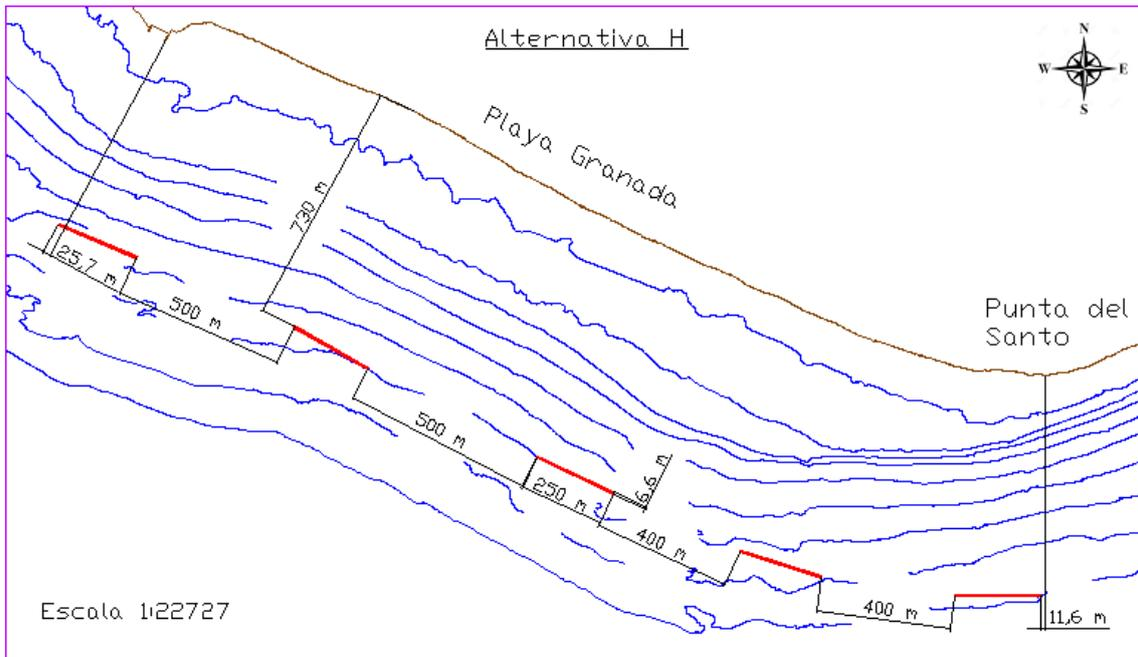 Alternativa H
N
W E
S
Playa Granada
730 m
25,7 m
500 m
Punta del
Santo
500 m
6,6 m
250 m
400 m
400 m
11,6 m
Escala 1:22727